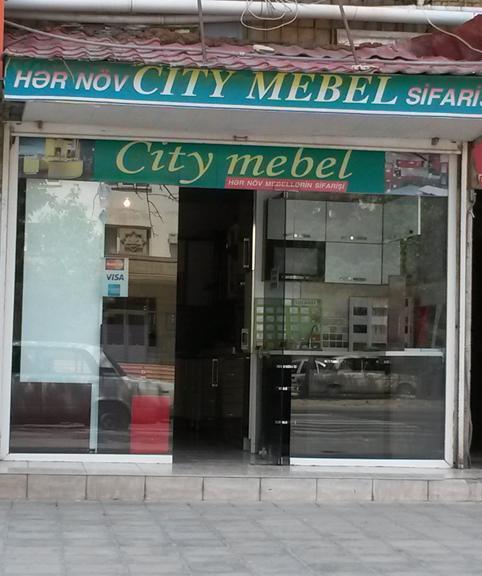 HƏR NÖV CITY MEBEL SİFARİŞ
City mebel
HƏR NÖV MEBELLƏRİN SİFARİŞİ
VISA